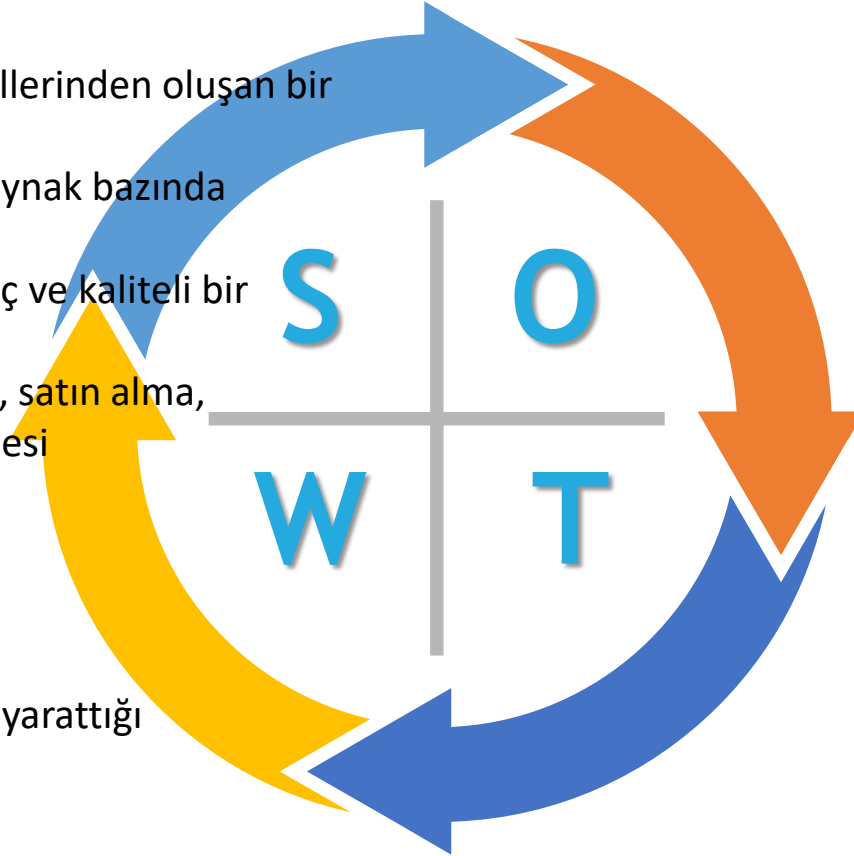 llerinden oluşan bir
ynak bazında
ç ve kaliteli bir
, satın alma,
esi
yarattığı
S O
W T